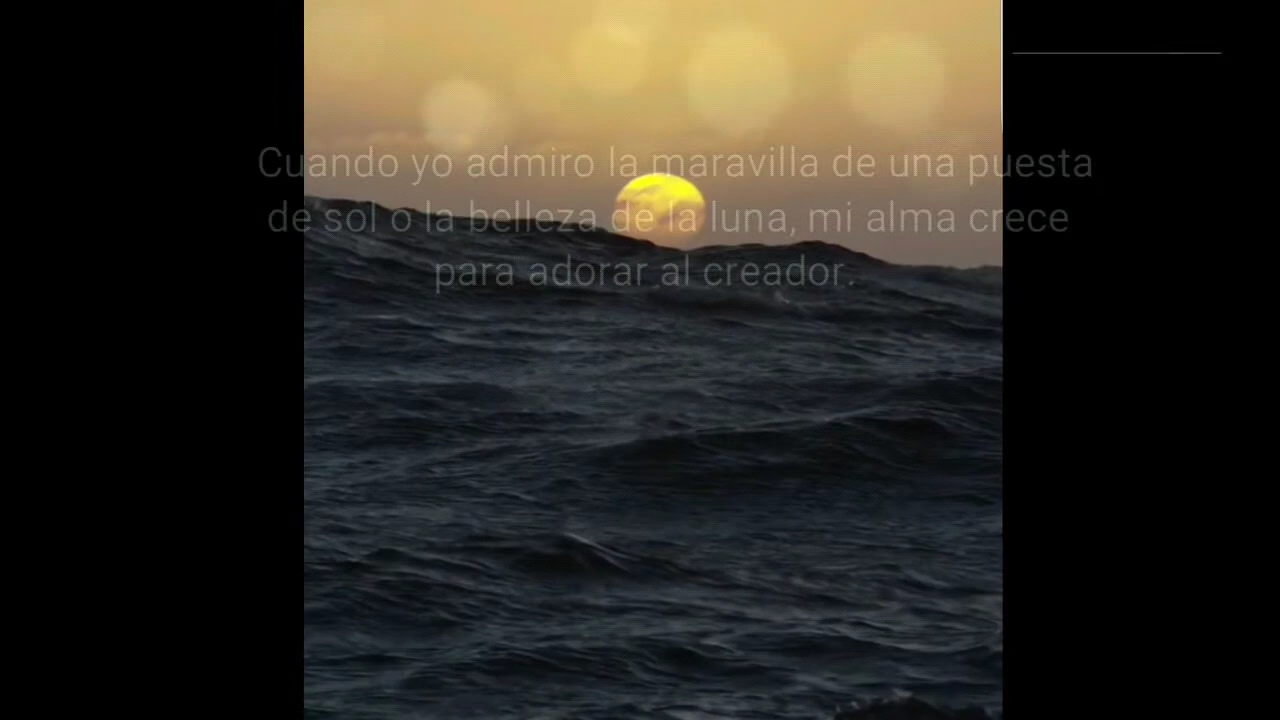 Cuando yo admiro la maravilla de una puesta
de sol o la belleza de la luna, mi alma crece
para adorar al creador.